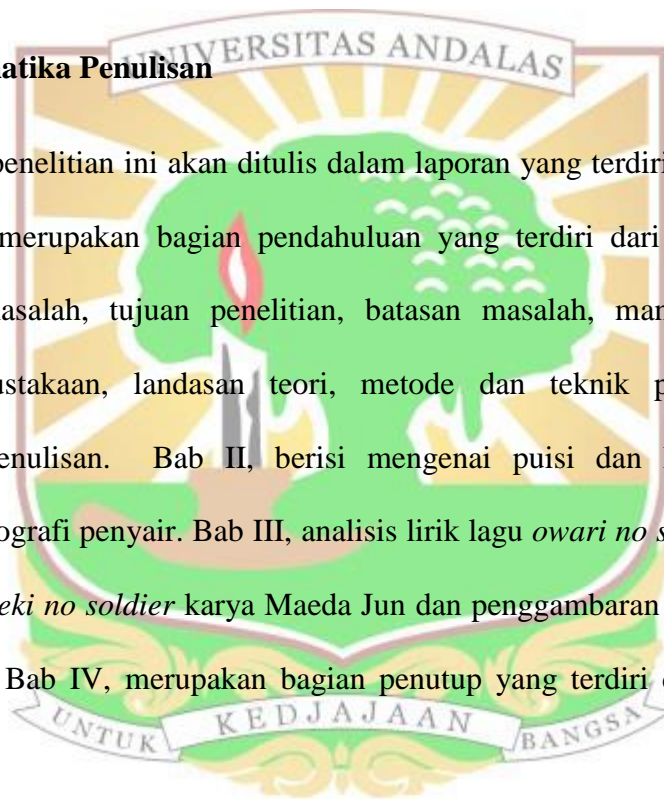 UNIVERSITAS ANDALAS
atika Penulisan
penelitian ini akan ditulis dalam laporan yang terdiri
merupakan bagian pendahuluan yang terdiri dari
asalah, tujuan penelitian, batasan masalah, man
ustakaan, landasan teori, metode dan teknik p
enulisan. Bab II, berisi mengenai puisi dan
ografi penyair. Bab III, analisis lirik lagu owari no s
eki no soldier karya Maeda Jun dan penggambaran
Bab IV, merupakan bagian penutup yang terdiri
UNTUK KEDJAJAAN BANGSA